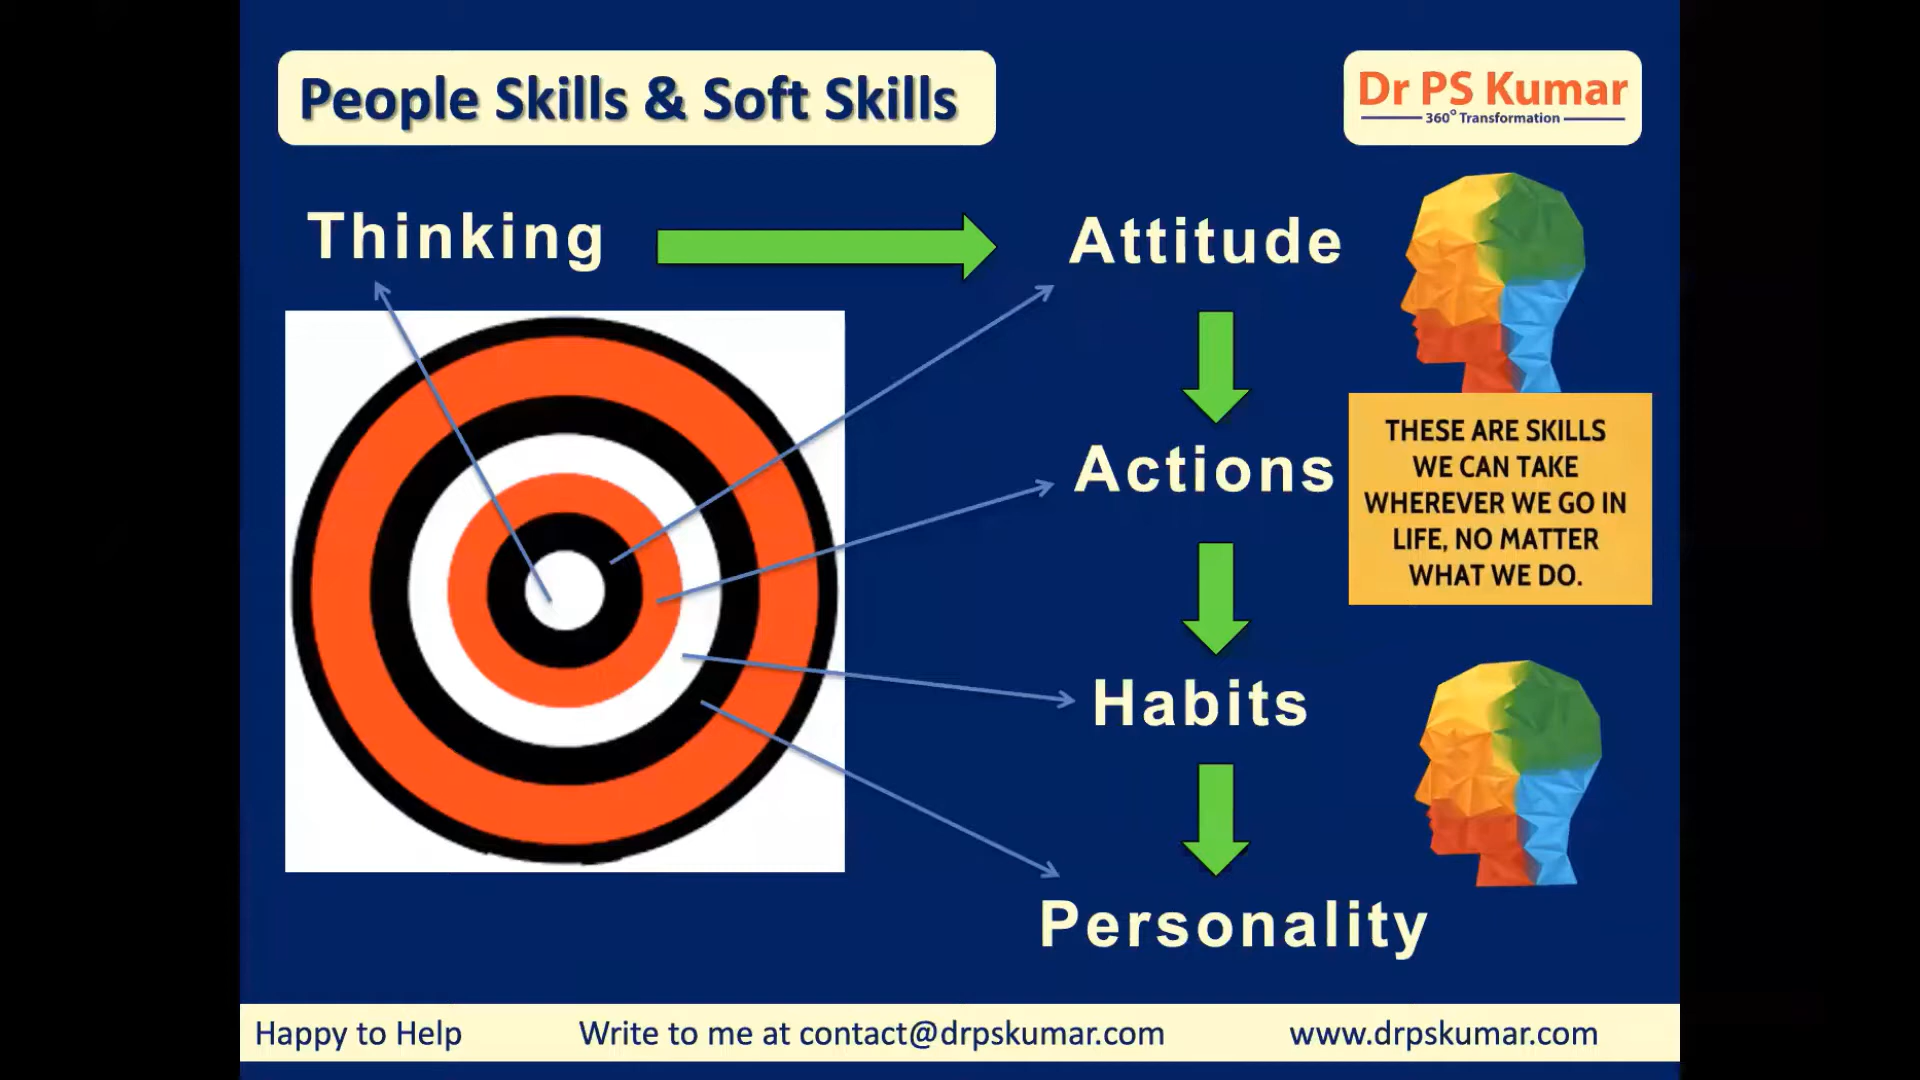 People Skills & Soft Skills
Dr PS Kumar
360° Transformation
Thinking
Attitude
Actions
THESE ARE SKILLS
WE CAN TAKE
WHEREVER WE GO IN
LIFE, NO MATTER
WHAT WE DO.
Habits
Personality
Happy to Help
Write to me at contact@drpskumar.com
www.drpskumar.com